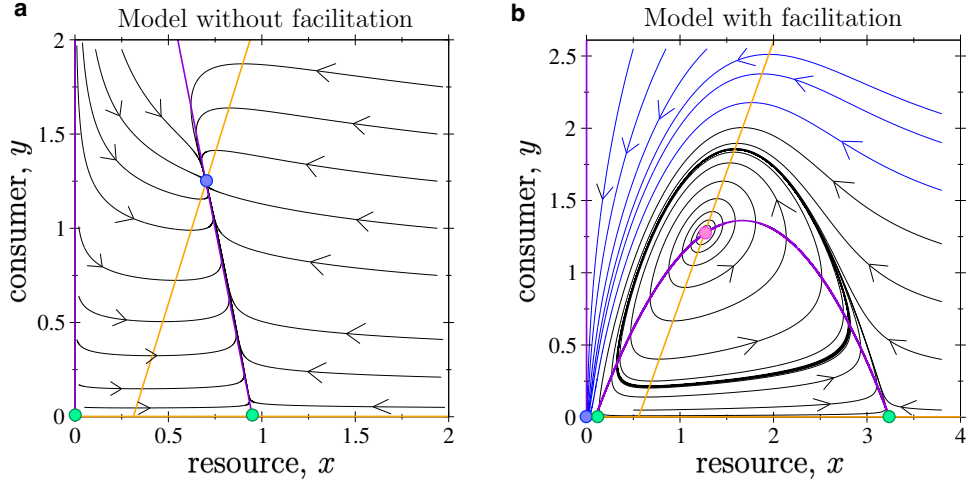 a
Model without facilitation
2
1.5
1
0.5
0
0
0.5
1
1.5
2
consumer, y
resource, x
b
Model with facilitation
2.5
2
1.5
1
0.5
0
0
1
2
3
4
consumer, y
resource, x